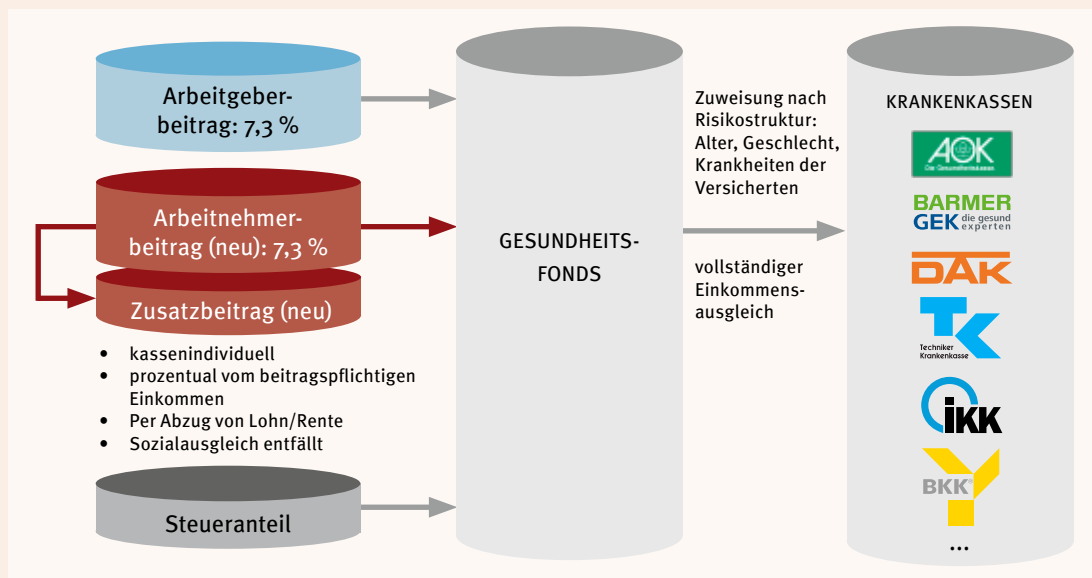 Arbeitgeber-
beitrag: 7,3 %
Arbeitnehmer-
beitrag (neu): 7,3 %
Zusatzbeitrag (neu)
• kassenindividuell
• prozentual vom beitragspflichtigen
Einkommen
• Per Abzug von Lohn/Rente
• Sozialausgleich entfällt
Steueranteil
GESUNDHEITS-
FONDS
Zuweisung nach
Risikostruktur:
Alter, Geschlecht,
Krankheiten der
Versicherten
vollständiger
Einkommens-
ausgleich
KRANKENKASSEN
AOK
Die Gesundheitskassen
BARMER
GEK die gesund
experten
DAK
TK
Techniker
Krankenkasse
iKK
BKK®
...